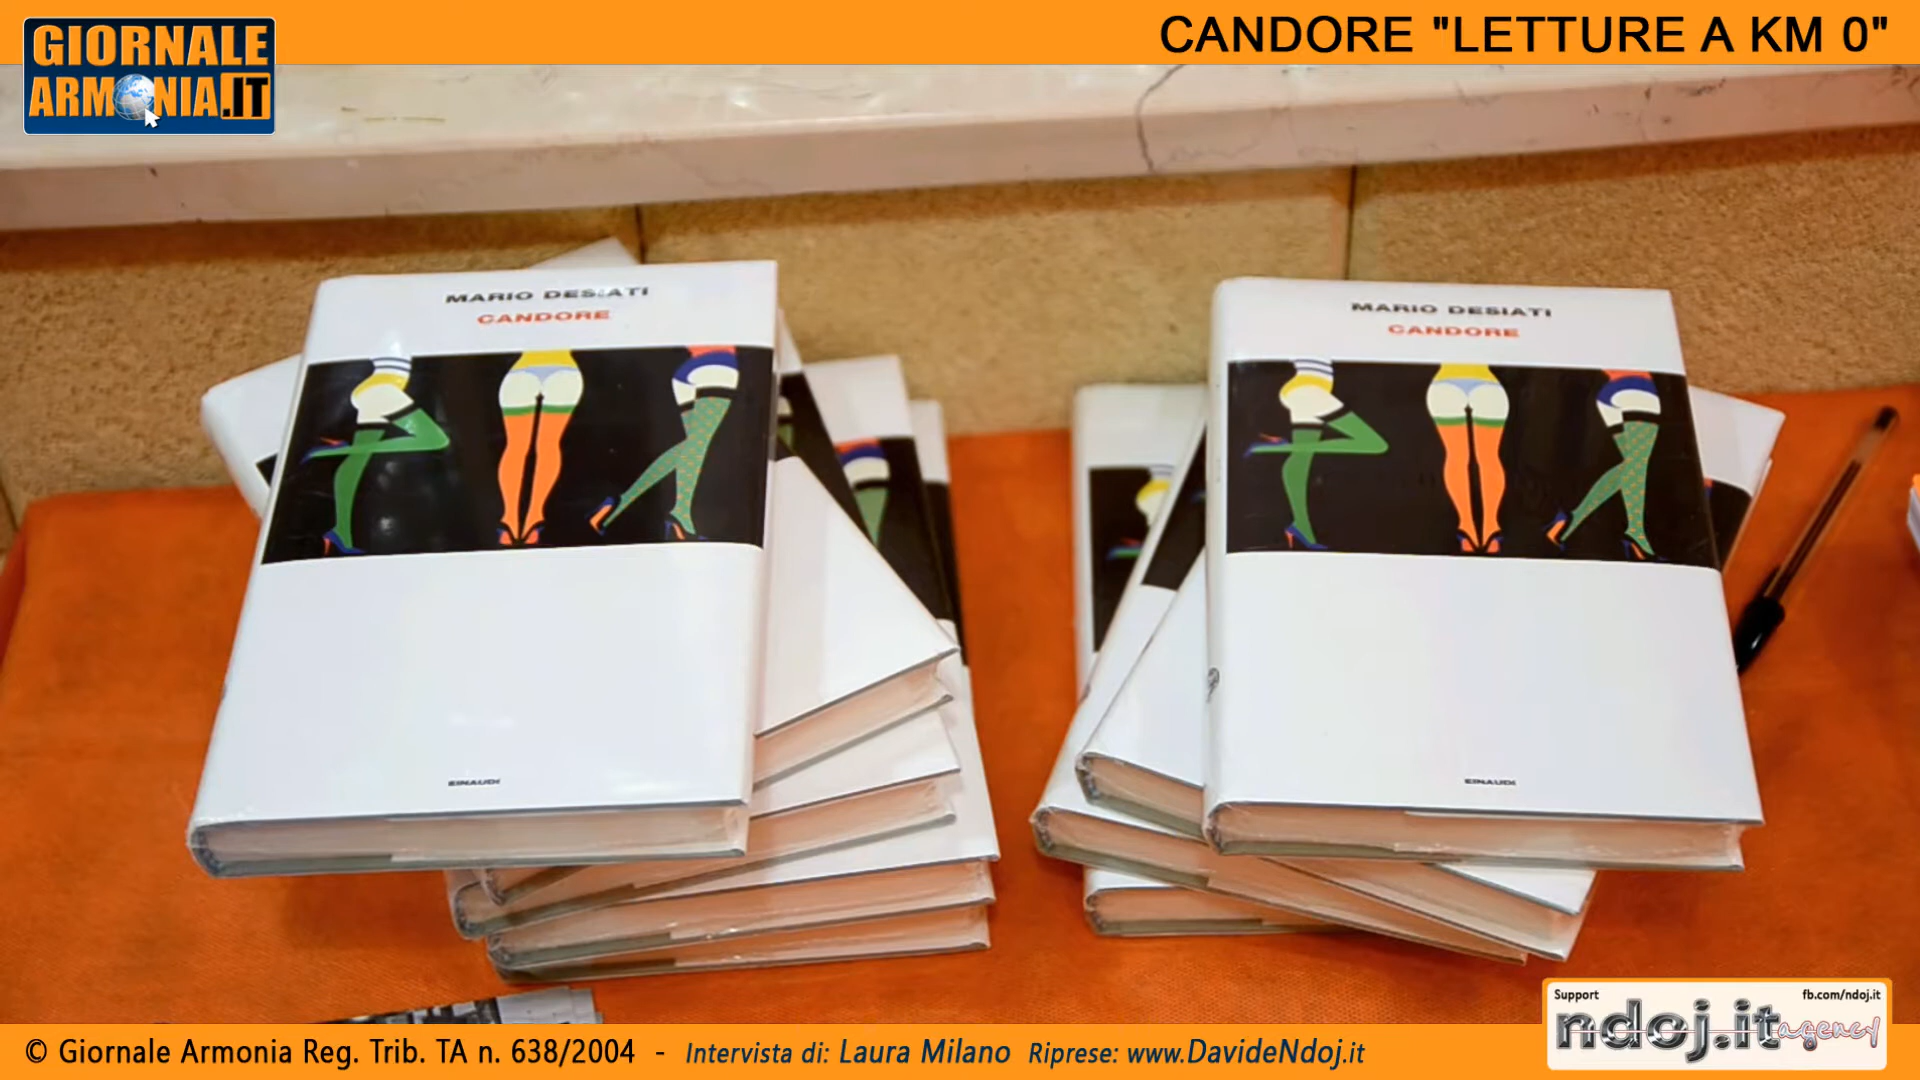 GIORNALE
ARMONIA.IT
CANDORE "LETTURE A KM 0"
MARIO DESIATI
CANDORE
EINAUDI
MARIO DESIATI
CANDORE
EINAUDI
Support
fb.com/ndoj.it
ndoj.it agency
© Giornale Armonia Reg. Trib. TA n. 638/2004 - Intervista di: Laura Milano Riprese: www.DavideNdoj.it